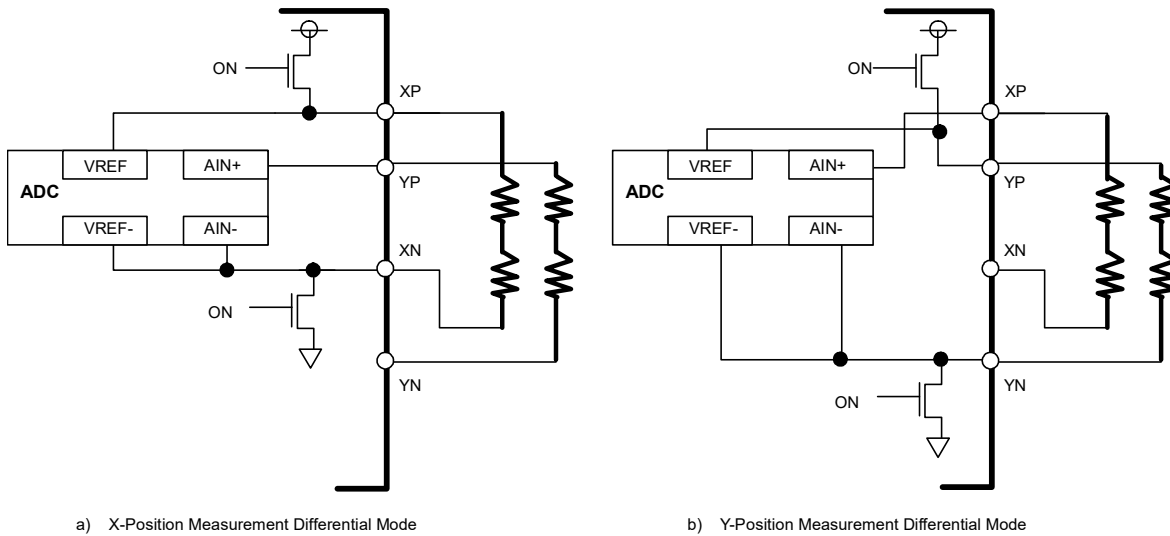 ON
XP
VREF
AIN+
ADC
YP
VREF-
AIN-
XN
ON
YN
a) X-Position Measurement Differential Mode
ON
XP
VREF
AIN+
ADC
YP
VREF-
AIN-
XN
ON
YN
b) Y-Position Measurement Differential Mode